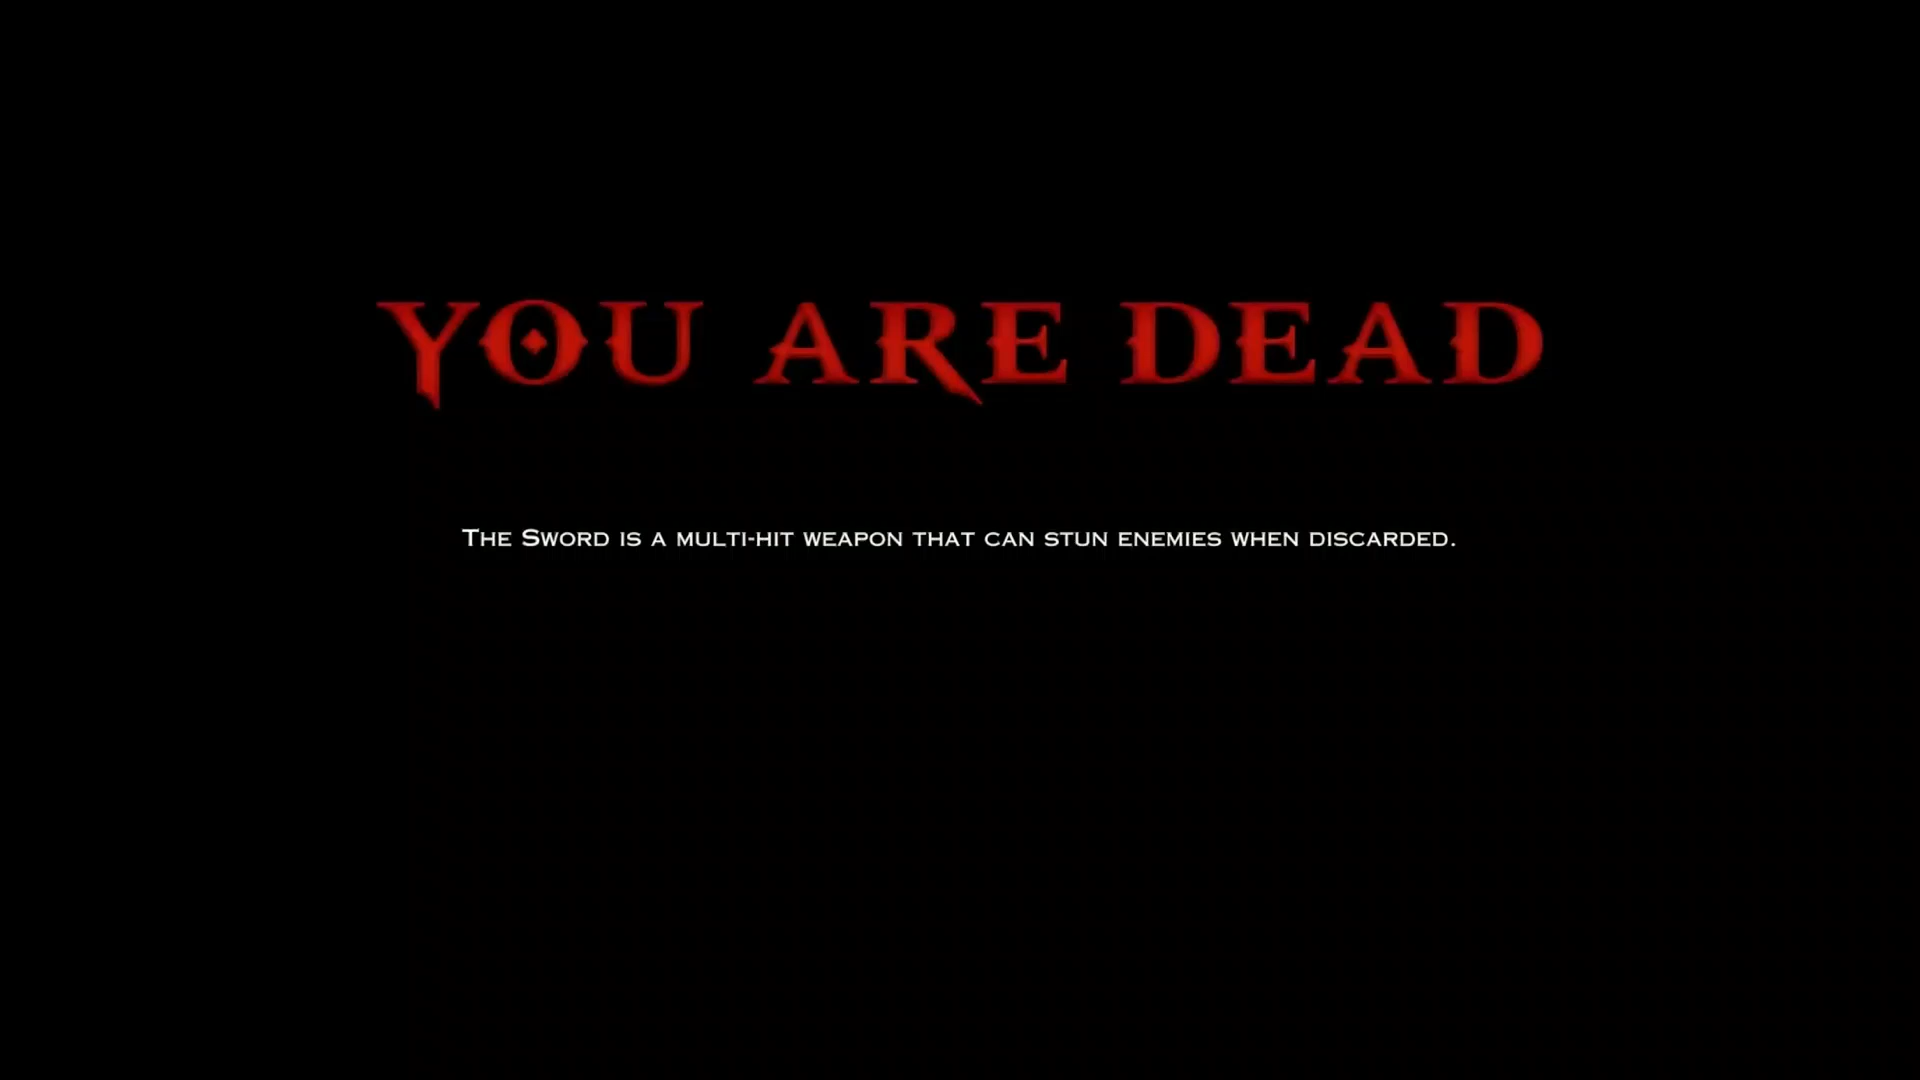 YOU ARE DEAD
The Sword is a multi-hit weapon that can stun enemies when discarded.